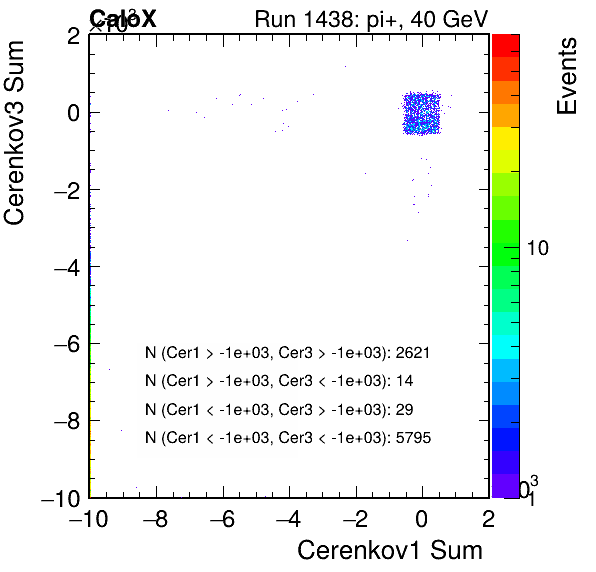 CaloX
×10³
Run 1438: pi+, 40 GeV
Cerenkov3 Sum
Events
2
0
−2
−4
−6
−8
−10
10
1
N (Cer1 > -1e+03, Cer3 > -1e+03): 2621
N (Cer1 > -1e+03, Cer3 < -1e+03): 14
N (Cer1 < -1e+03, Cer3 > -1e+03): 29
N (Cer1 < -1e+03, Cer3 < -1e+03): 5795
−10 −8 −6 −4 −2 0 2
Cerenkov1 Sum